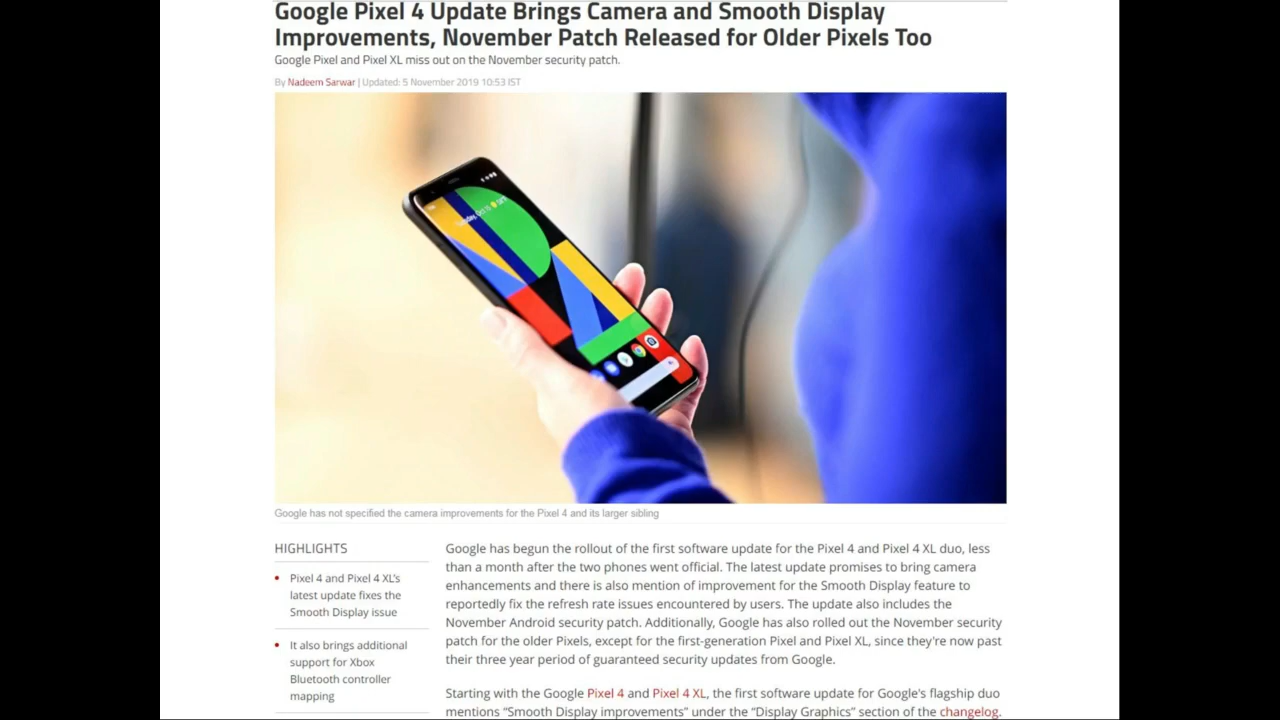 Google Pixel 4 Update Brings Camera and Smooth Display
Improvements, November Patch Released for Older Pixels Too
Google Pixel and Pixel XL miss out on the November security patch.
By Nadeem Sarwar | Updated: 5 November 2019 10:53 IST
Google has not specified the camera improvements for the Pixel 4 and its larger sibling
HIGHLIGHTS
Pixel 4 and Pixel 4 XL's
latest update fixes the
Smooth Display issue
It also brings additional
support for Xbox
Bluetooth controller
mapping
Google has begun the rollout of the first software update for the Pixel 4 and Pixel 4 XL duo, less
than a month after the two phones went official. The latest update promises to bring camera
enhancements and there is also mention of improvement for the Smooth Display feature to
reportedly fix the refresh rate issues encountered by users. The update also includes the
November Android security patch. Additionally, Google has also rolled out the November security
patch for the older Pixels, except for the first-generation Pixel and Pixel XL, since they're now past
their three year period of guaranteed security updates from Google.
Starting with the Google Pixel 4 and Pixel 4 XL, the first software update for Google's flagship duo
mentions “Smooth Display improvements” under the “Display Graphics” section of the changelog.